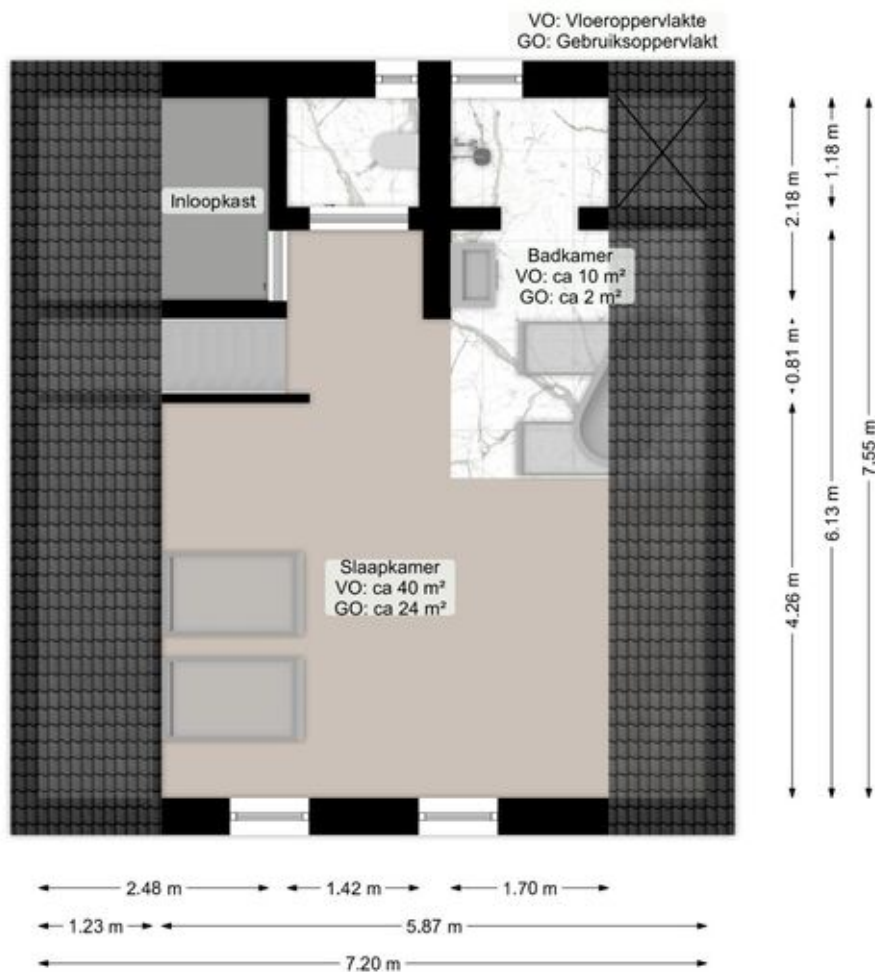 VO: Vloeroppervlakte
GO: Gebruiksoppervlakt
Inloopkast
Badkamer
VO: ca 10 m²
GO: ca 2 m²
Slaapkamer
VO: ca 40 m²
GO: ca 24 m²
2.18 m
1.18 m
0.81 m
7.55 m
6.13 m
4.26 m
2.48 m
1.42 m
1.70 m
1.23 m
5.87 m
7.20 m